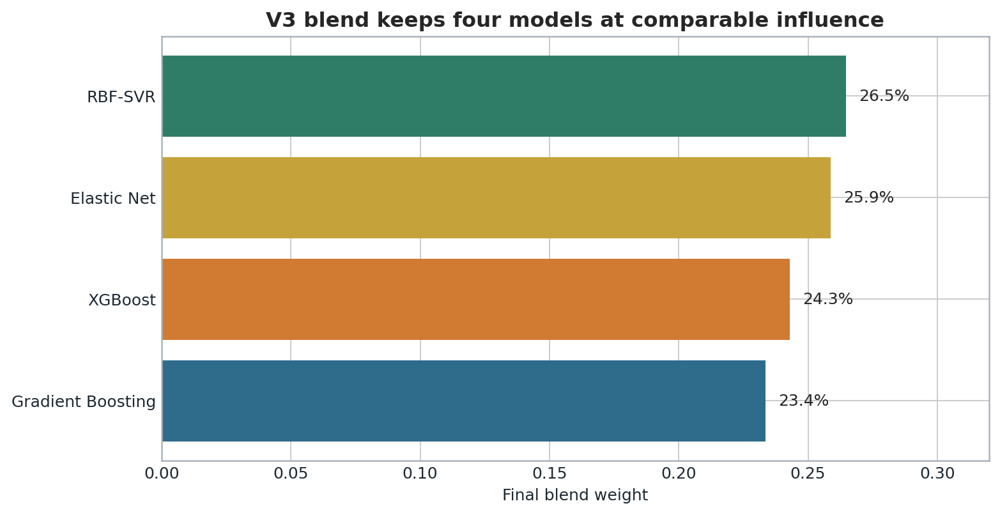 V3 blend keeps four models at comparable influence
RBF-SVR
26.5%
Elastic Net
25.9%
XGBoost
24.3%
Gradient Boosting
23.4%
0.00 0.05 0.10 0.15 0.20 0.25 0.30
Final blend weight